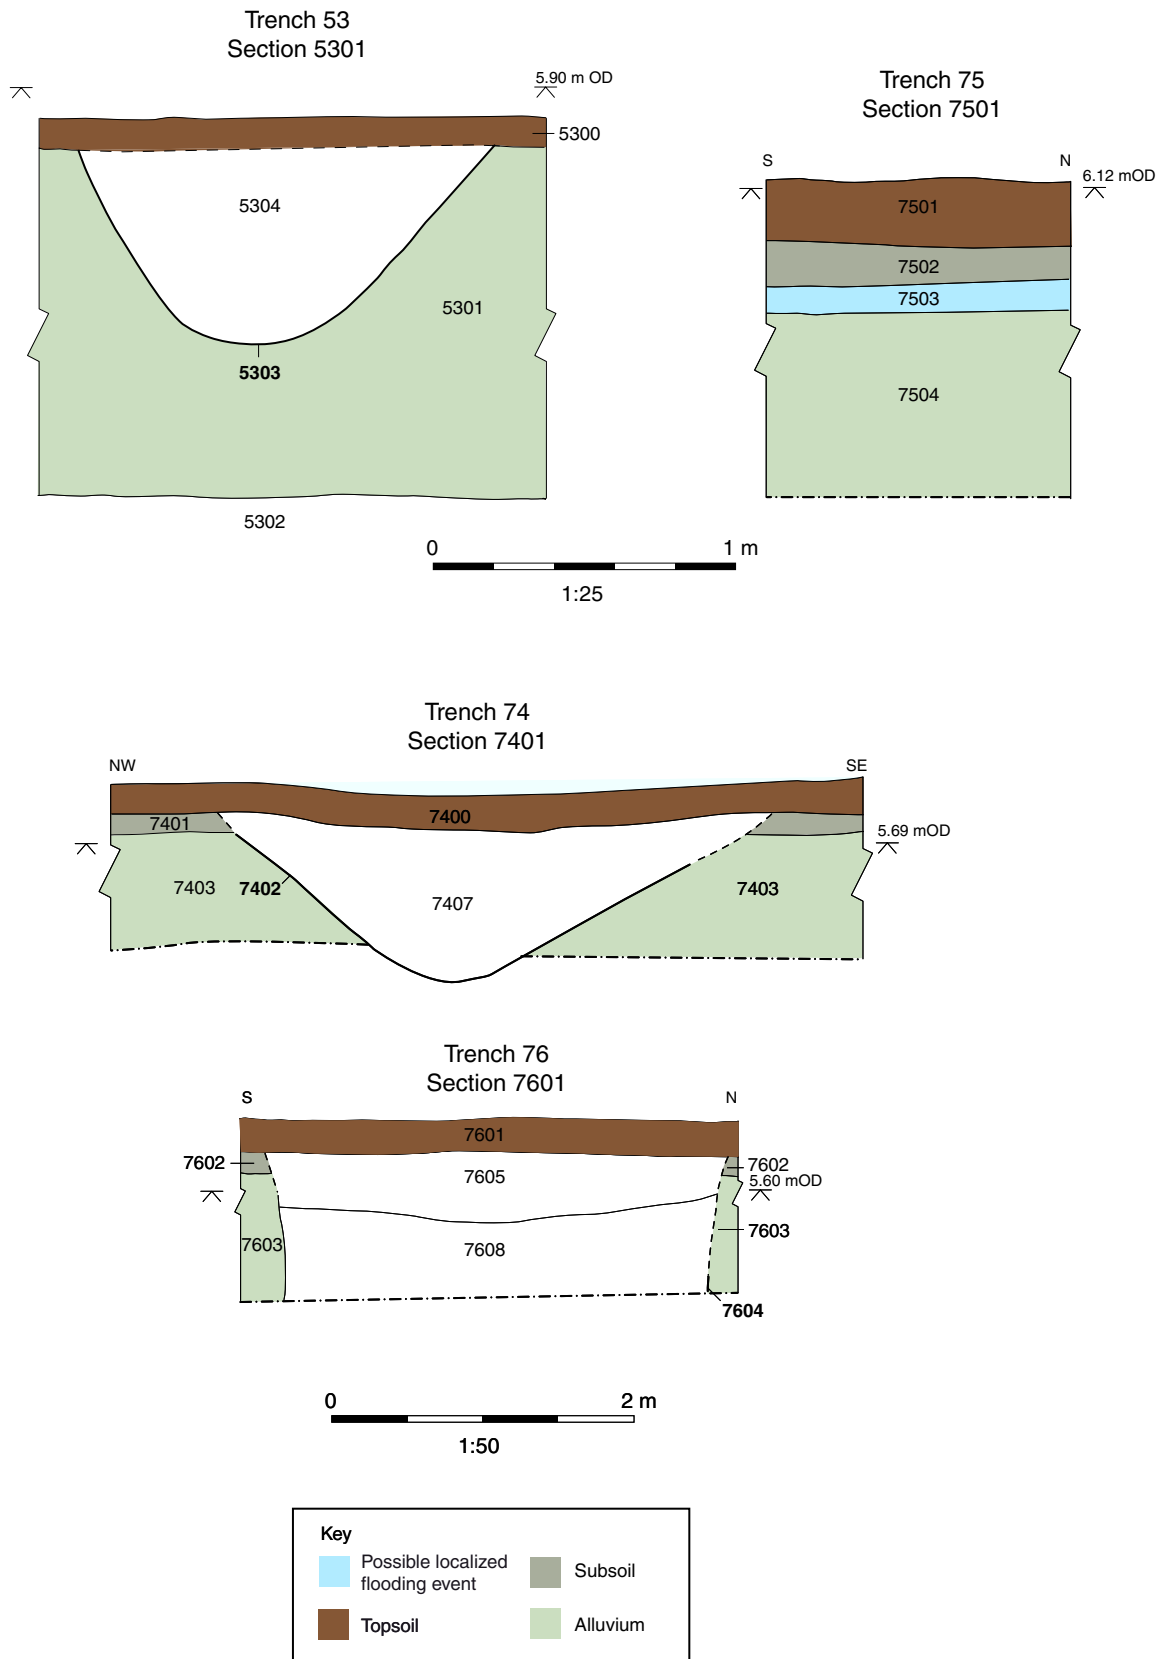 Trench 53
Section 5301
5.90 m OD
5300
5304
5301
5303
5302
Trench 75
Section 7501
S
N
6.12 mOD
7501
7502
7503
7504
0
1 m
1:25
Trench 74
Section 7401
NW
SE
7400
7401
5.69 mOD
7403
7402
7407
7403
Trench 76
Section 7601
S
N
7601
7602
7605
7602
5.60 mOD
7603
7603
7608
7604
0
2 m
1:50
Key
Possible localized
flooding event
Subsoil
Topsoil
Alluvium